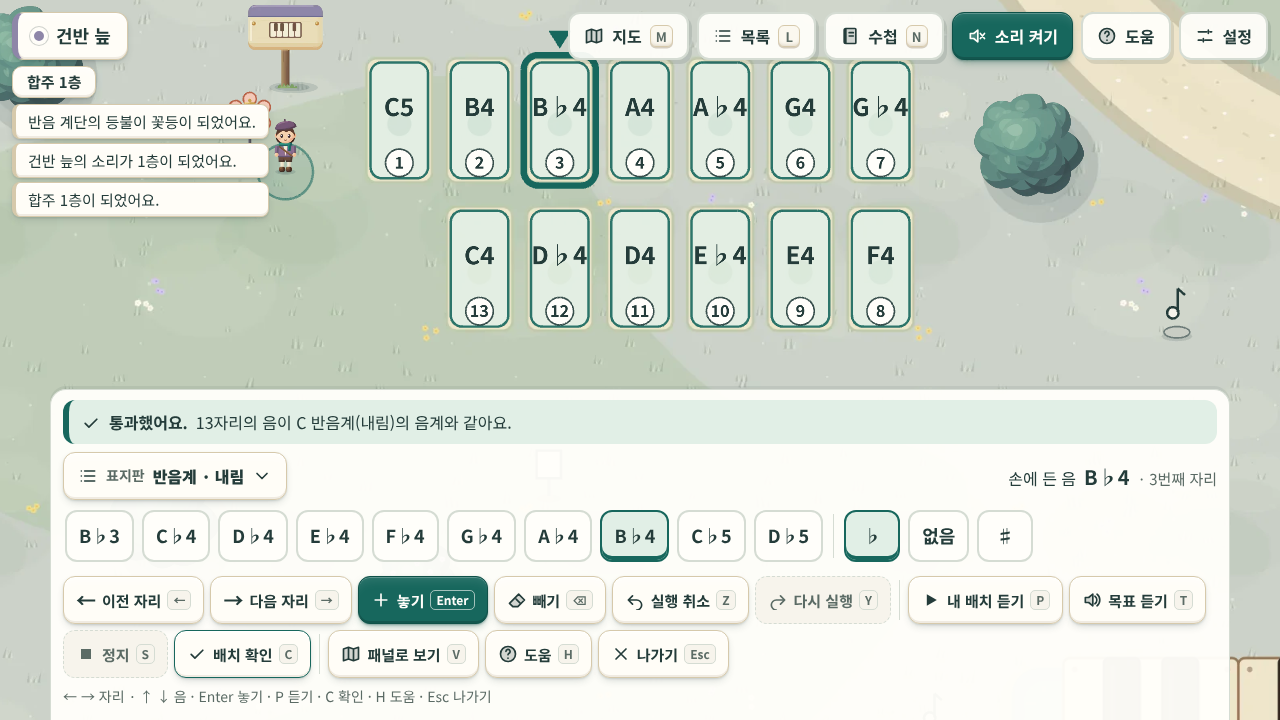 건반 늪
지도 M
목록 L
수첩 N
소리 켜기
도움
설정
합주 1층
반음 계단의 등불이 꽃등이 되었어요.
건반 늪의 소리가 1층이 되었어요.
합주 1층이 되었어요.
C5 B4 B♭4 A4 A♭4 G4 G♭4
1 2 3 4 5 6 7
C4 D♭4 D4 E♭4 E4 F4
13 12 11 10 9 8
통과했어요. 13자리의 음이 C 반음계(내림)의 음계와 같아요.
표지판 반음계 · 내림
손에 든 음 B♭4 · 3번째 자리
B♭3 C♭4 D♭4 E♭4 F♭4 G♭4 A♭4 B♭4 C♭5 D♭5 ♭ 없음 ♯
← 이전 자리 ← → 다음 자리 → + 놓기 Enter 빼기 ⌫ 실행 취소 Z 다시 실행 Y 내 배치 듣기 P 목표 듣기 T
정지 S 배치 확인 C 패널로 보기 V 도움 H 나가기 Esc
← → 자리 · ↑ ↓ 음 · Enter 놓기 · P 듣기 · C 확인 · H 도움 · Esc 나가기